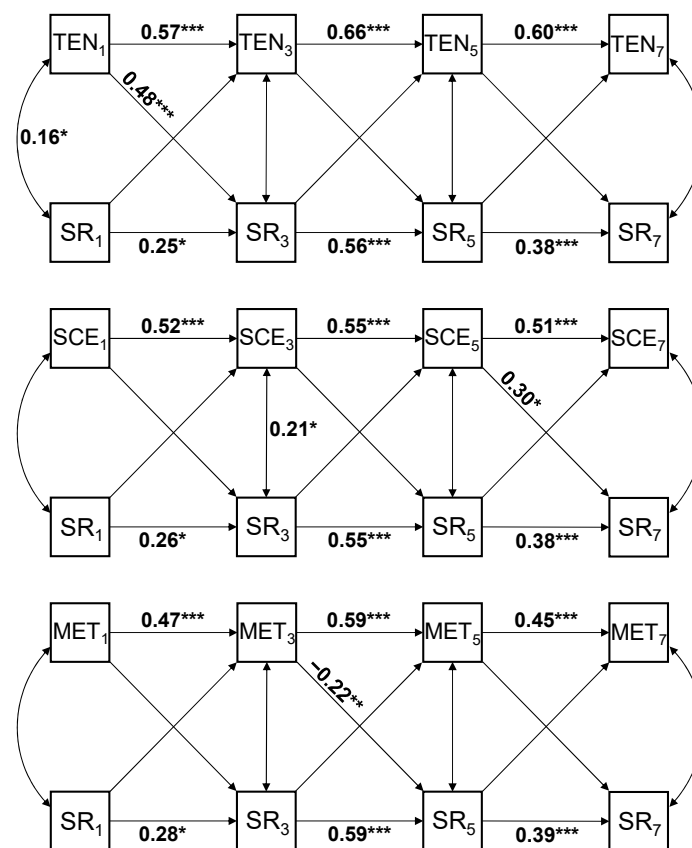 TEN₁ 0.57*** TEN₃ 0.66*** TEN₅ 0.60*** TEN₇
0.48***
0.16*
SR₁ 0.25* SR₃ 0.56*** SR₅ 0.38*** SR₇
SCE₁ 0.52*** SCE₃ 0.55*** SCE₅ 0.51*** SCE₇
0.30*
0.21*
SR₁ 0.26* SR₃ 0.55*** SR₅ 0.38*** SR₇
MET₁ 0.47*** MET₃ 0.59*** MET₅ 0.45*** MET₇
−0.22**
SR₁ 0.28* SR₃ 0.59*** SR₅ 0.39*** SR₇